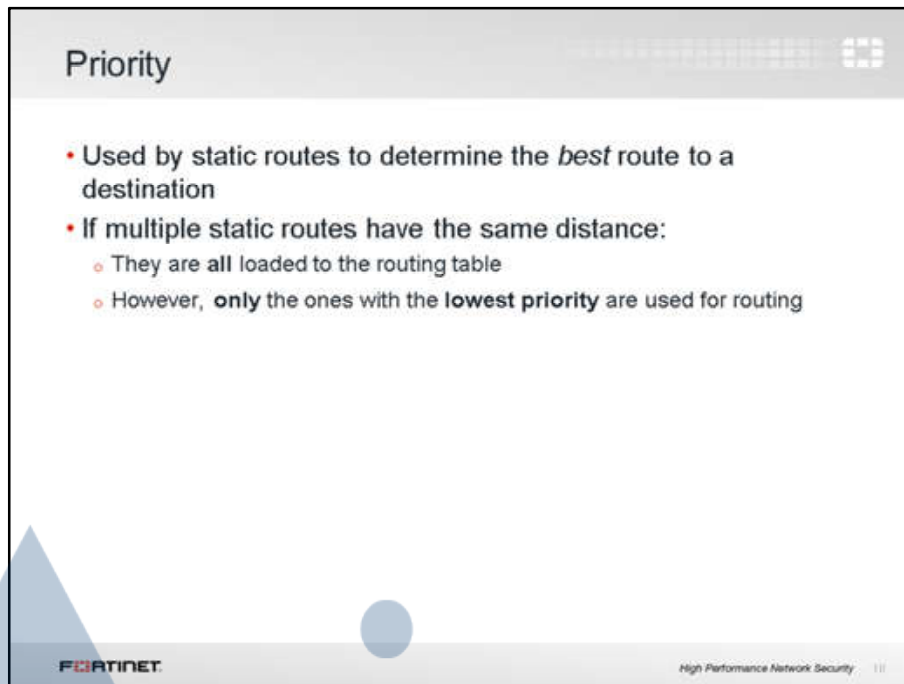 Priority
• Used by static routes to determine the best route to a
destination
• If multiple static routes have the same distance:
o They are all loaded to the routing table
o However, only the ones with the lowest priority are used for routing
FORTINET.
High Performance Network Security